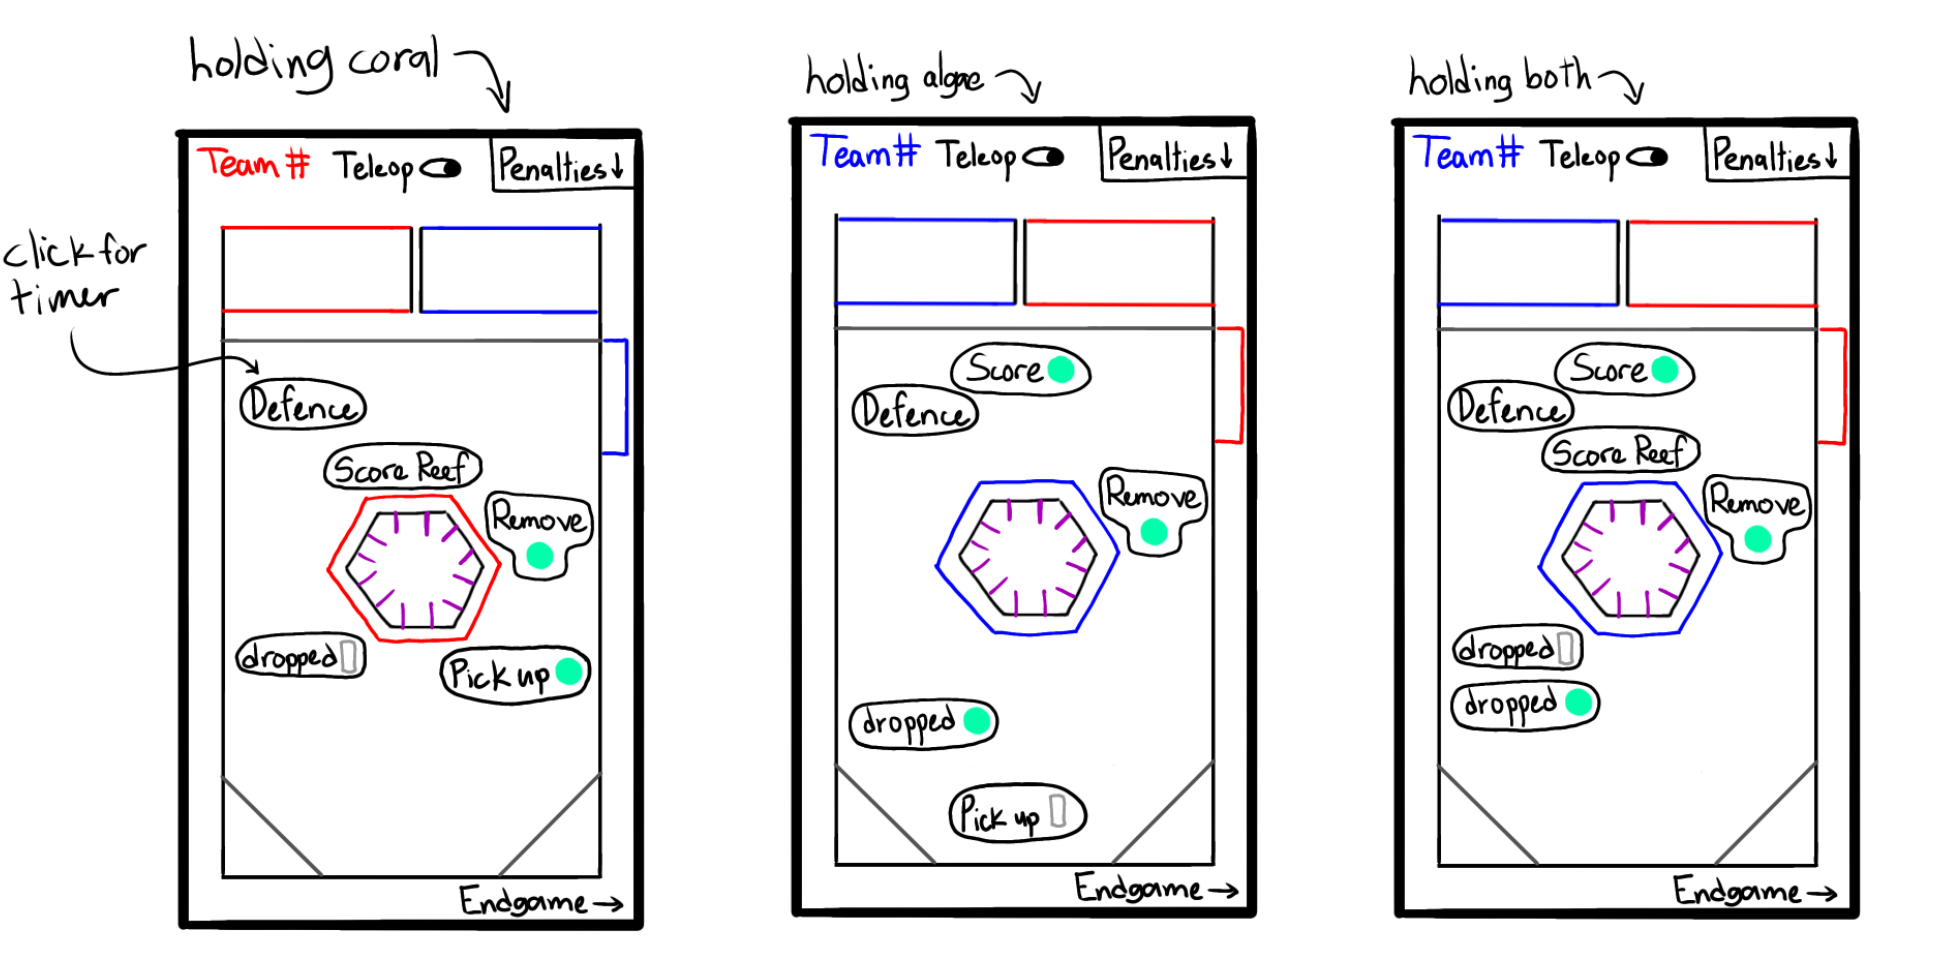 holding coral
Team # Teleop Penalties↓
click for
timer
Defence
Score Reef
Remove
dropped
Pick up
Endgame →
holding algae
Team # Teleop Penalties↓
Score
Defence
Remove
dropped
Pick up
Endgame →
holding both
Team # Teleop Penalties↓
Score
Defence
Score Reef
Remove
dropped
dropped
Endgame →